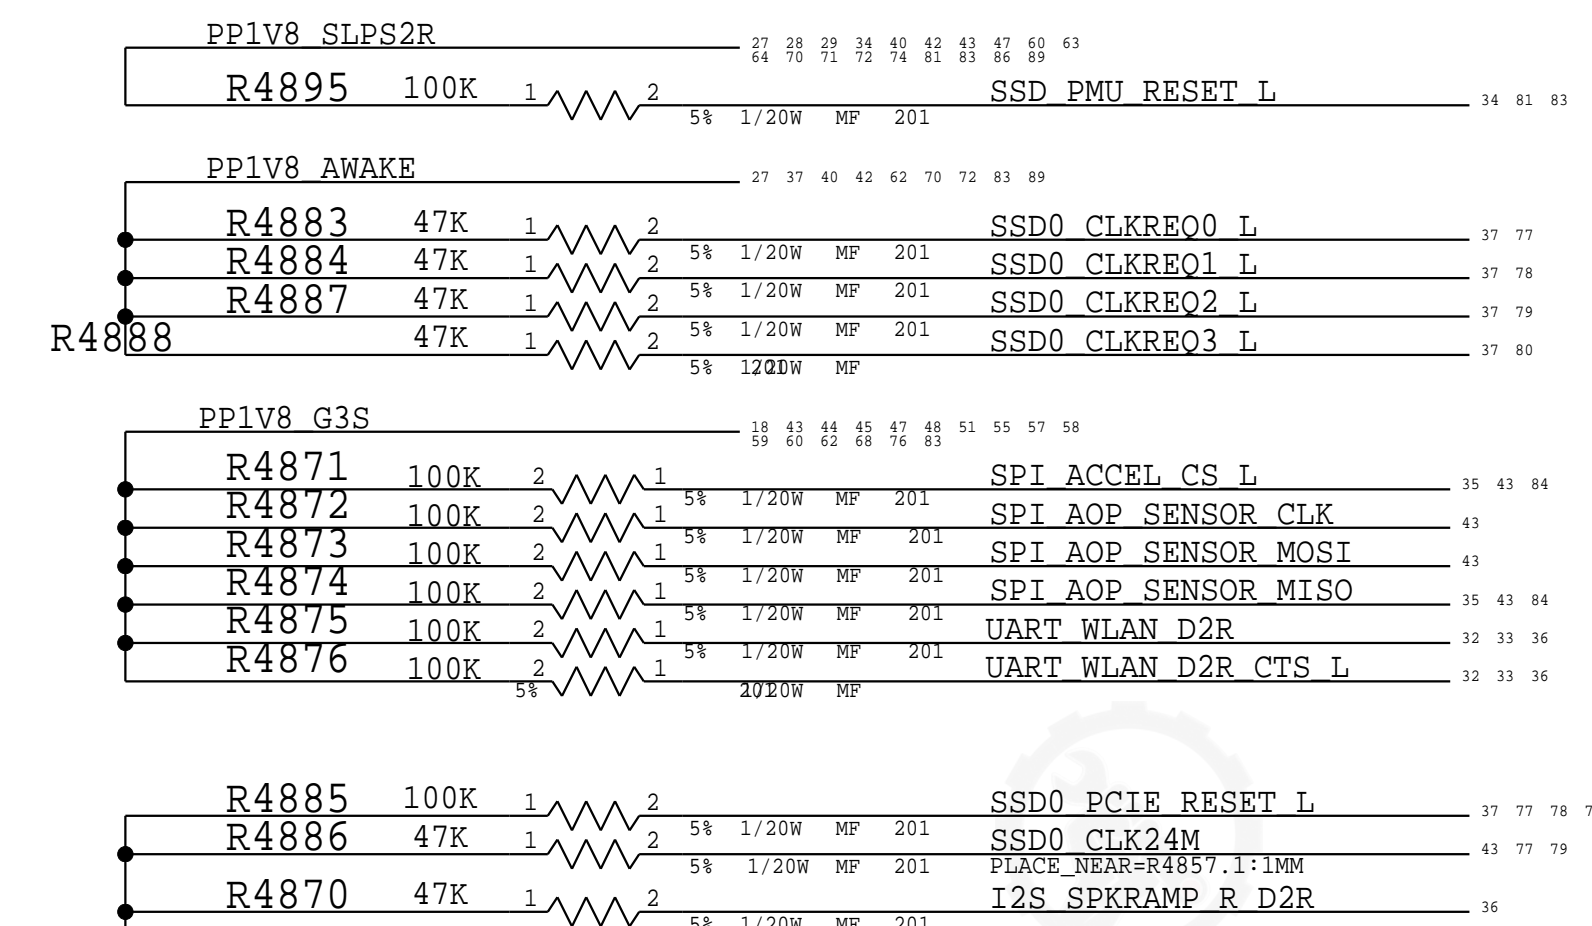 PP1V8_SLPS2R 27 28 29 34 40 42 43 47 60 63
64 70 71 72 74 81 83 86 89
R4895 100K 1 2 SSD_PMU_RESET_L 34 81 83
5% 1/20W MF 201
PP1V8_AWAKE 27 37 40 42 62 70 72 83 89
R4883 47K 1 2 SSD0_CLKREQ0_L 37 77
5% 1/20W MF 201
R4884 47K 1 2 SSD0_CLKREQ1_L 37 78
5% 1/20W MF 201
R4887 47K 1 2 SSD0_CLKREQ2_L 37 79
5% 1/20W MF 201
R4888 47K 1 2 SSD0_CLKREQ3_L 37 80
5% 1/20W 201 MF
PP1V8_G3S 18 43 44 45 47 48 51 55 57 58
59 60 62 68 76 83
R4871 100K 2 1 SPI_ACCEL_CS_L 35 43 84
5% 1/20W MF 201
R4872 100K 2 1 SPI_AOP_SENSOR_CLK 43
5% 1/20W MF 201
R4873 100K 2 1 SPI_AOP_SENSOR_MOSI 43
5% 1/20W MF 201
R4874 100K 2 1 SPI_AOP_SENSOR_MISO 35 43 84
5% 1/20W MF 201
R4875 100K 2 1 UART_WLAN_D2R 32 33 36
5% 1/20W MF 201
R4876 100K 2 1 UART_WLAN_D2R_CTS_L 32 33 36
5% 201 1/20W MF
R4885 100K 1 2 SSD0_PCIE_RESET_L 37 77 78
5% 1/20W MF 201
R4886 47K 1 2 SSD0_CLK24M 43 77 79
5% 1/20W MF 201 PLACE_NEAR=R4857.1:1MM
R4870 47K 1 2 I2S_SPKRAMP_R_D2R 36
5% 1/20W MF 201